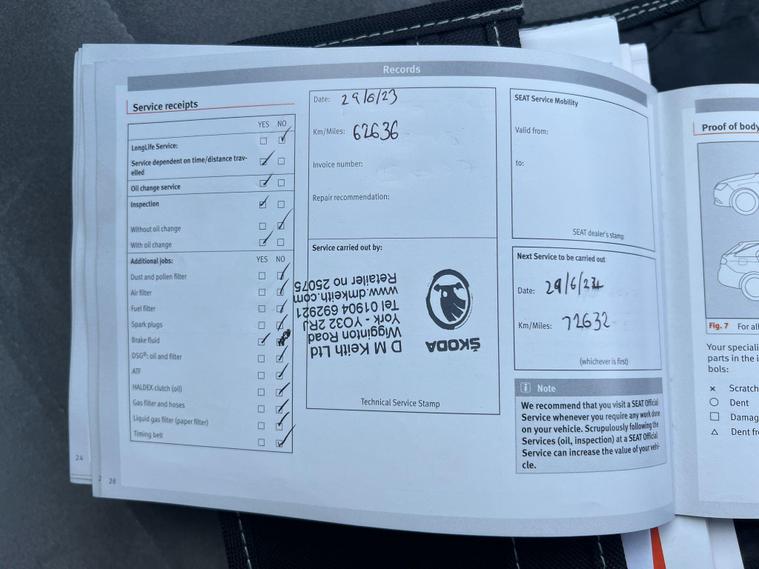 Records
Service receipts
YES NO
LongLife Service:
Service dependent on time/distance trav-
elled
Oil change service
Inspection
Without oil change
With oil change
Additional jobs: YES NO
Dust and pollen filter
Air filter
Fuel filter
Spark plugs
Brake fluid
DSG®: oil and filter
ATF
HALDEX clutch (oil)
Gas filter and hoses
Liquid gas filter (paper filter)
Timing belt
24
28
Date: 29/6/23
Km/Miles: 62636
Invoice number:
Repair recommendation:
Service carried out by:
ŠKODA
D M Keith Ltd
Wigginton Road
York - YO32 2RJ
Tel 01904 692921
www.dmkeith.com
Retailer no 25075
Technical Service Stamp
SEAT Service Mobility
Valid from:
to:
SEAT dealer's stamp
Next Service to be carried out
Date: 29/6/24
Km/Miles: 72632
(whichever is first)
i Note
We recommend that you visit a SEAT Official
Service whenever you require any work done
on your vehicle. Scrupulously following the
Services (oil, inspection) at a SEAT Official
Service can increase the value of your vehi-
cle.
Proof of body
Fig. 7 For all
Your speciali
parts in the i
bols:
× Scratch
○ Dent
□ Damag
△ Dent fr